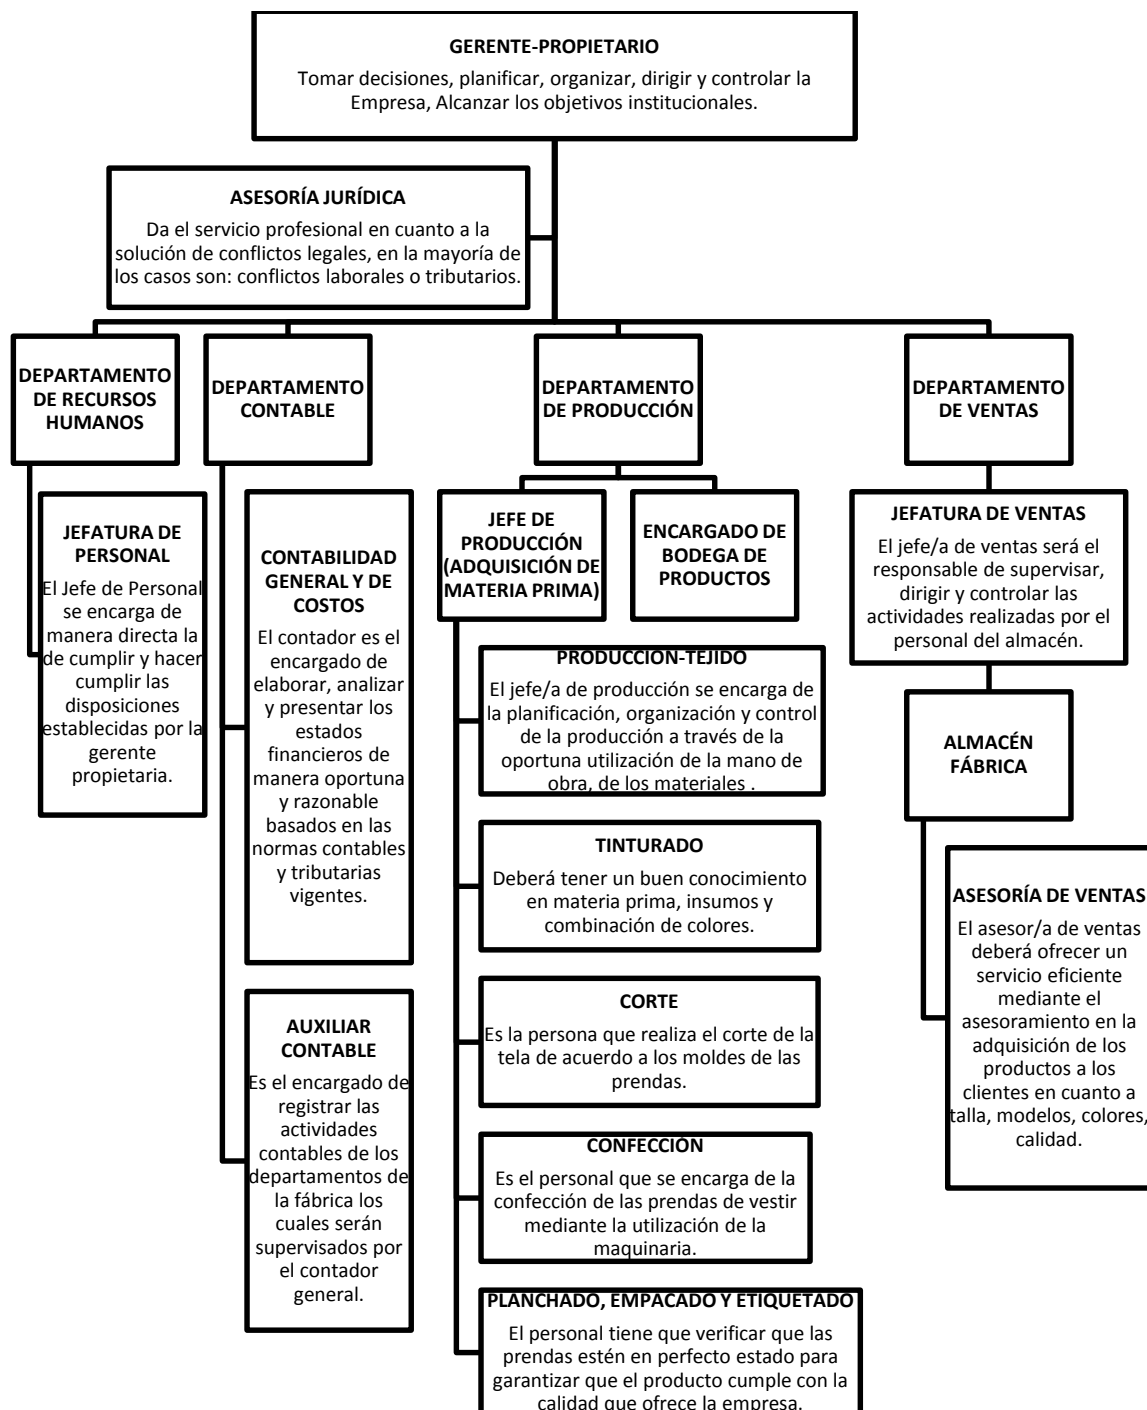 GERENTE-PROPIETARIO
Tomar decisiones, planificar, organizar, dirigir y controlar la
Empresa, Alcanzar los objetivos institucionales.
ASESORÍA JURÍDICA
Da el servicio profesional en cuanto a la
solución de conflictos legales, en la mayoría de
los casos son: conflictos laborales o tributarios.
DEPARTAMENTO
DE RECURSOS
HUMANOS
DEPARTAMENTO
CONTABLE
DEPARTAMENTO
DE PRODUCCIÓN
DEPARTAMENTO
DE VENTAS
JEFATURA DE
PERSONAL
El Jefe de Personal
se encarga de
manera directa la
de cumplir y hacer
cumplir las
disposiciones
establecidas por la
gerente
propietaria.
CONTABILIDAD
GENERAL Y DE
COSTOS
El contador es el
encargado de
elaborar, analizar
y presentar los
estados
financieros de
manera oportuna
y razonable
basados en las
normas contables
y tributarias
vigentes.
AUXILIAR
CONTABLE
Es el encargado de
registrar las
actividades
contables de los
departamentos de
la fábrica los
cuales serán
supervisados por
el contador
general.
JEFE DE
PRODUCCIÓN
(ADQUISICIÓN DE
MATERIA PRIMA)
ENCARGADO DE
BODEGA DE
PRODUCTOS
PRODUCCION-TEJIDO
El jefe/a de producción se encarga de
la planificación, organización y control
de la producción a través de la
oportuna utilización de la mano de
obra, de los materiales .
TINTURADO
Deberá tener un buen conocimiento
en materia prima, insumos y
combinación de colores.
CORTE
Es la persona que realiza el corte de la
tela de acuerdo a los moldes de las
prendas.
CONFECCIÓN
Es el personal que se encarga de la
confección de las prendas de vestir
mediante la utilización de la
maquinaria.
PLANCHADO, EMPACADO Y ETIQUETADO
El personal tiene que verificar que las
prendas estén en perfecto estado para
garantizar que el producto cumple con la
calidad que ofrece la empresa.
JEFATURA DE VENTAS
El jefe/a de ventas será el
responsable de supervisar,
dirigir y controlar las
actividades realizadas por el
personal del almacén.
ALMACÉN
FÁBRICA
ASESORÍA DE VENTAS
El asesor/a de ventas
deberá ofrecer un
servicio eficiente
mediante el
asesoramiento en la
adquisición de los
productos a los
clientes en cuanto a
talla, modelos, colores,
calidad.